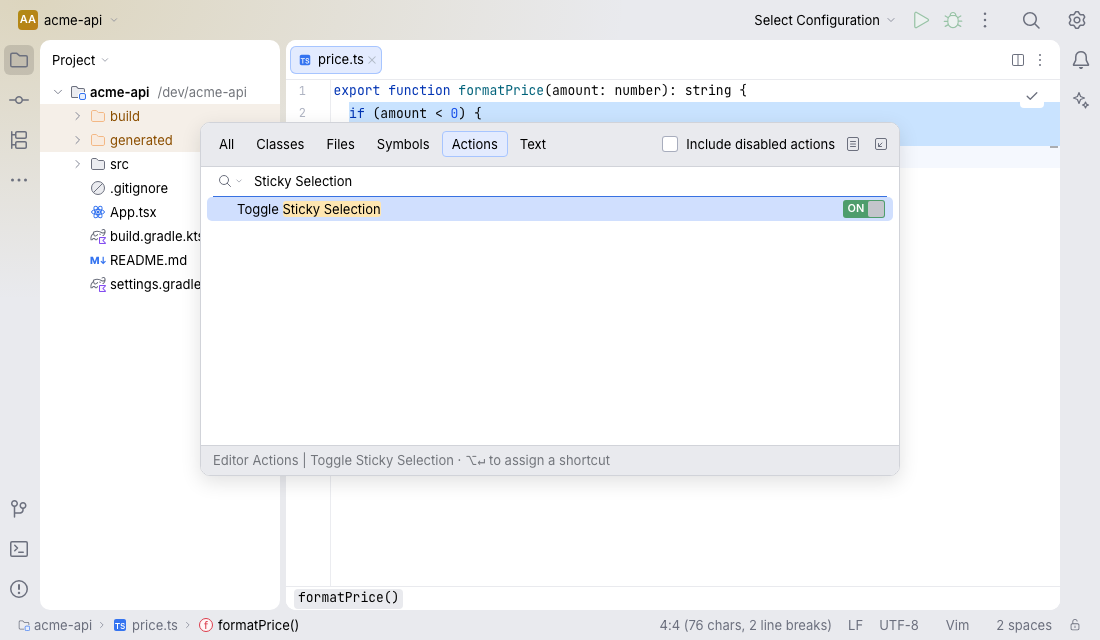 AA acme-api
Select Configuration
Project
TS price.ts
acme-api /dev/acme-api
build
generated
src
.gitignore
App.tsx
build.gradle.kts
M↓ README.md
settings.gradle
1 export function formatPrice(amount: number): string {
2 if (amount < 0) {
All Classes Files Symbols Actions Text
Include disabled actions
Sticky Selection
Toggle Sticky Selection ON
Editor Actions | Toggle Sticky Selection · ⌥↵ to assign a shortcut
formatPrice()
acme-api TS price.ts f formatPrice()
4:4 (76 chars, 2 line breaks) LF UTF-8 Vim 2 spaces